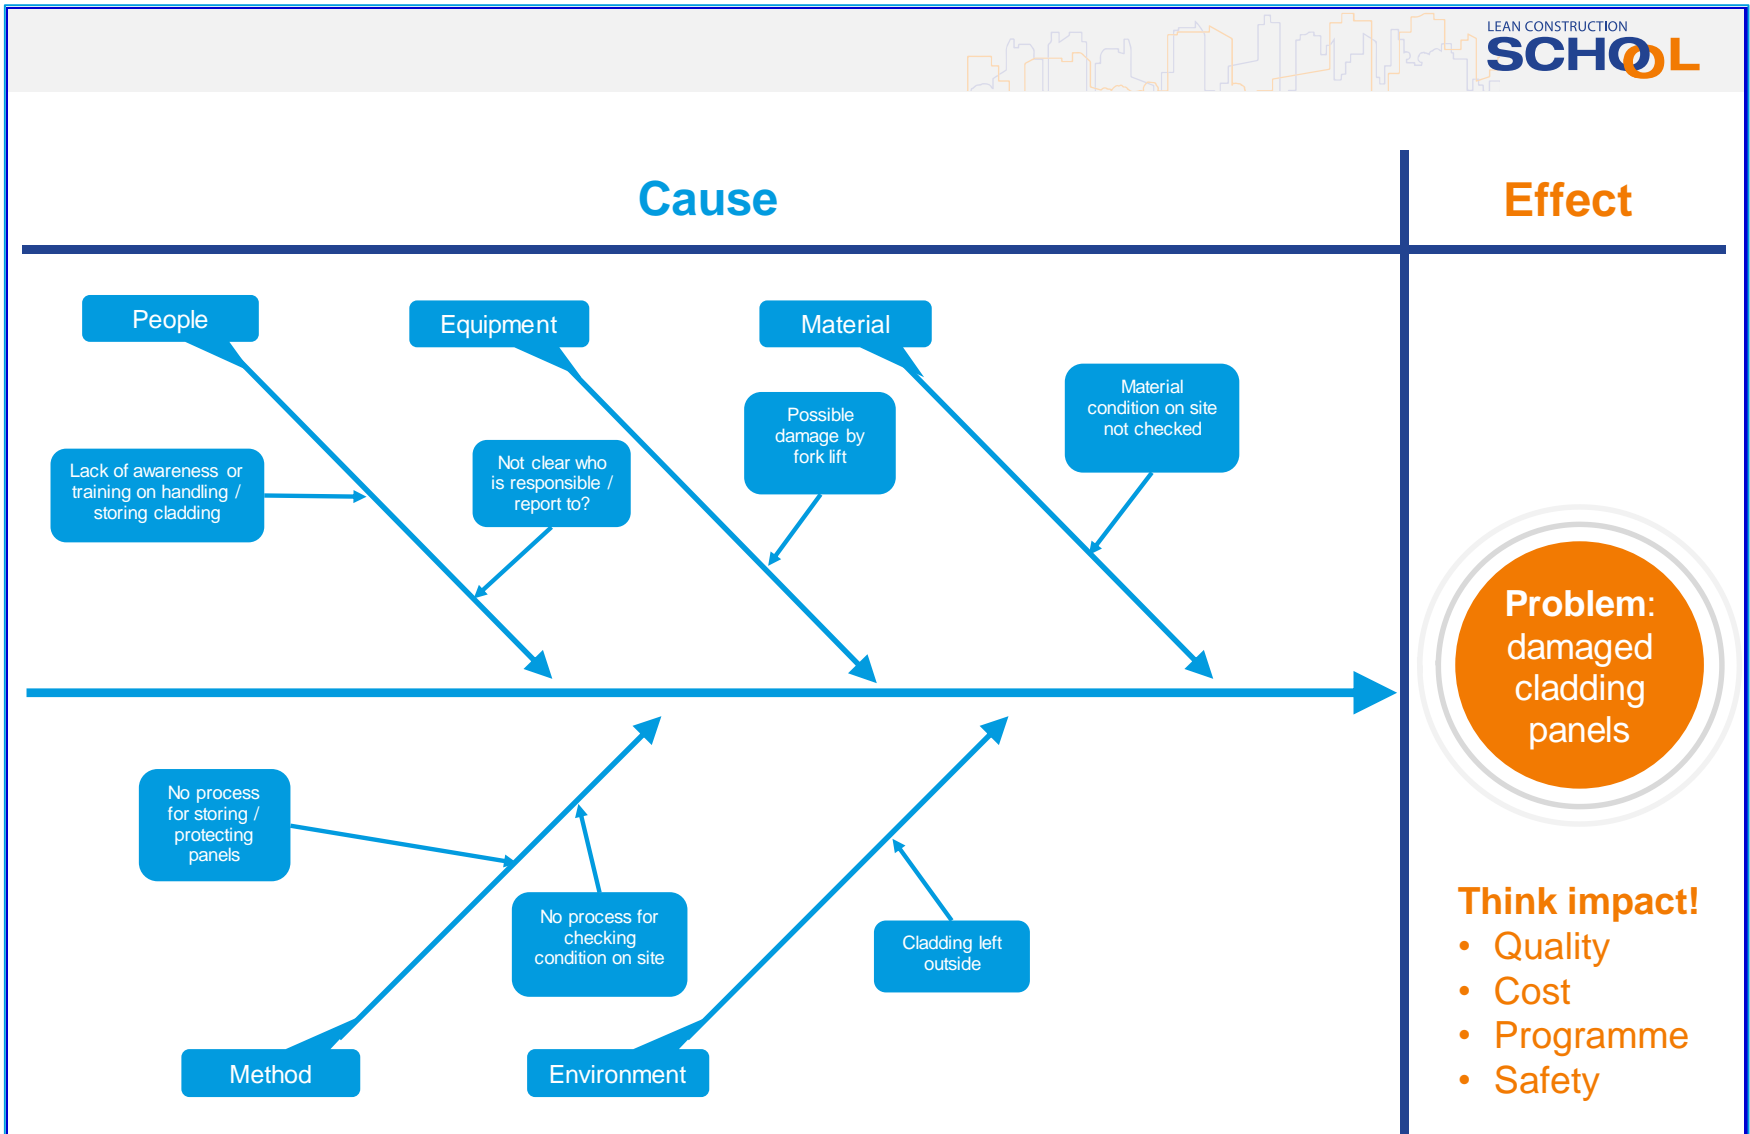 LEAN CONSTRUCTION
SCHOOL
Cause
Effect
People
Equipment
Material
Lack of awareness or
training on handling /
storing cladding
Not clear who
is responsible /
report to?
Possible
damage by
fork lift
Material
condition on site
not checked
Problem:
damaged
cladding
panels
No process
for storing /
protecting
panels
No process for
checking
condition on site
Cladding left
outside
Method
Environment
Think impact!
• Quality
• Cost
• Programme
• Safety